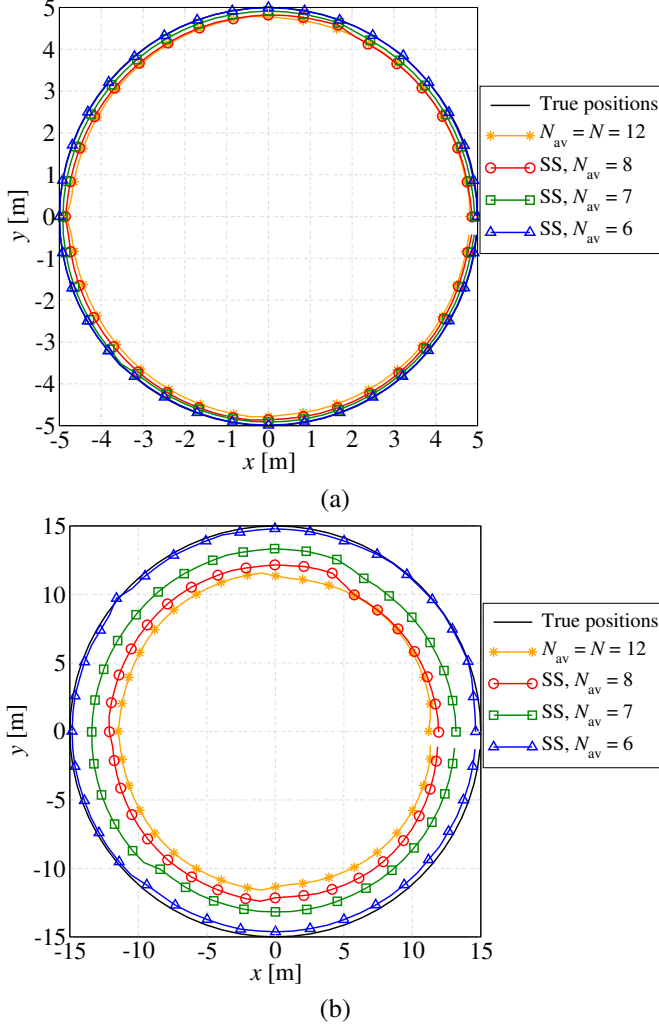 5
4
3
2
1
0
-1
-2
-3
-4
-5
y [m]
-5 -4 -3 -2 -1 0 1 2 3 4 5
x [m]
True positions
N_av = N = 12
SS, N_av = 8
SS, N_av = 7
SS, N_av = 6
(a)
15
10
5
0
-5
-10
-15
y [m]
-15 -10 -5 0 5 10 15
x [m]
True positions
N_av = N = 12
SS, N_av = 8
SS, N_av = 7
SS, N_av = 6
(b)